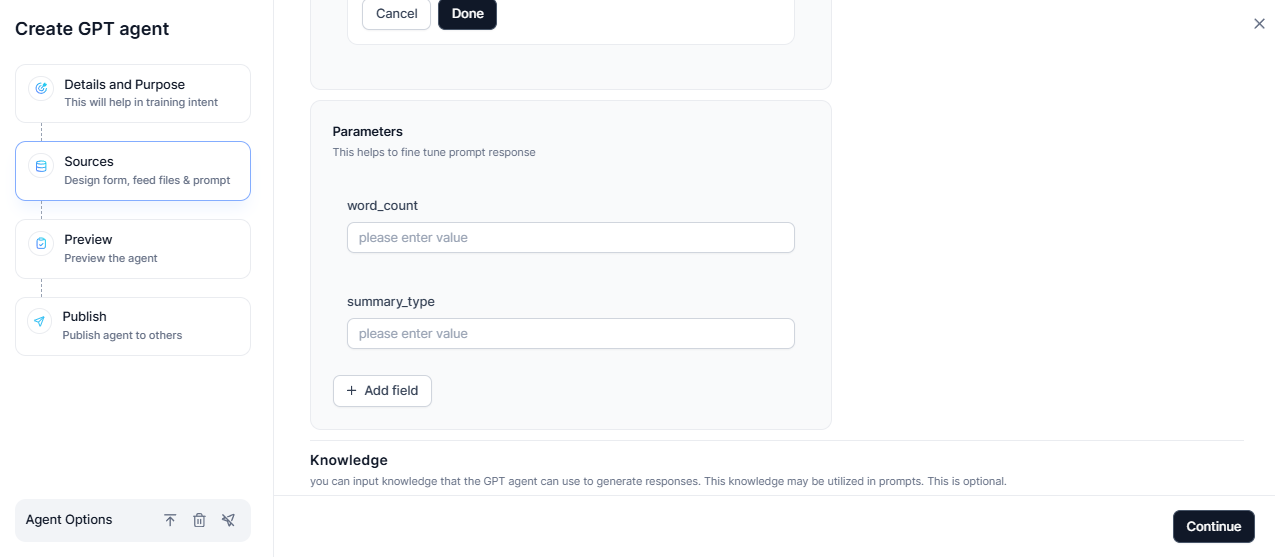 Create GPT agent
Details and Purpose
This will help in training intent
Sources
Design form, feed files & prompt
Preview
Preview the agent
Publish
Publish agent to others
Agent Options
Cancel
Done
Parameters
This helps to fine tune prompt response
word_count
please enter value
summary_type
please enter value
Add field
Knowledge
you can input knowledge that the GPT agent can use to generate responses. This knowledge may be utilized in prompts. This is optional.
Continue